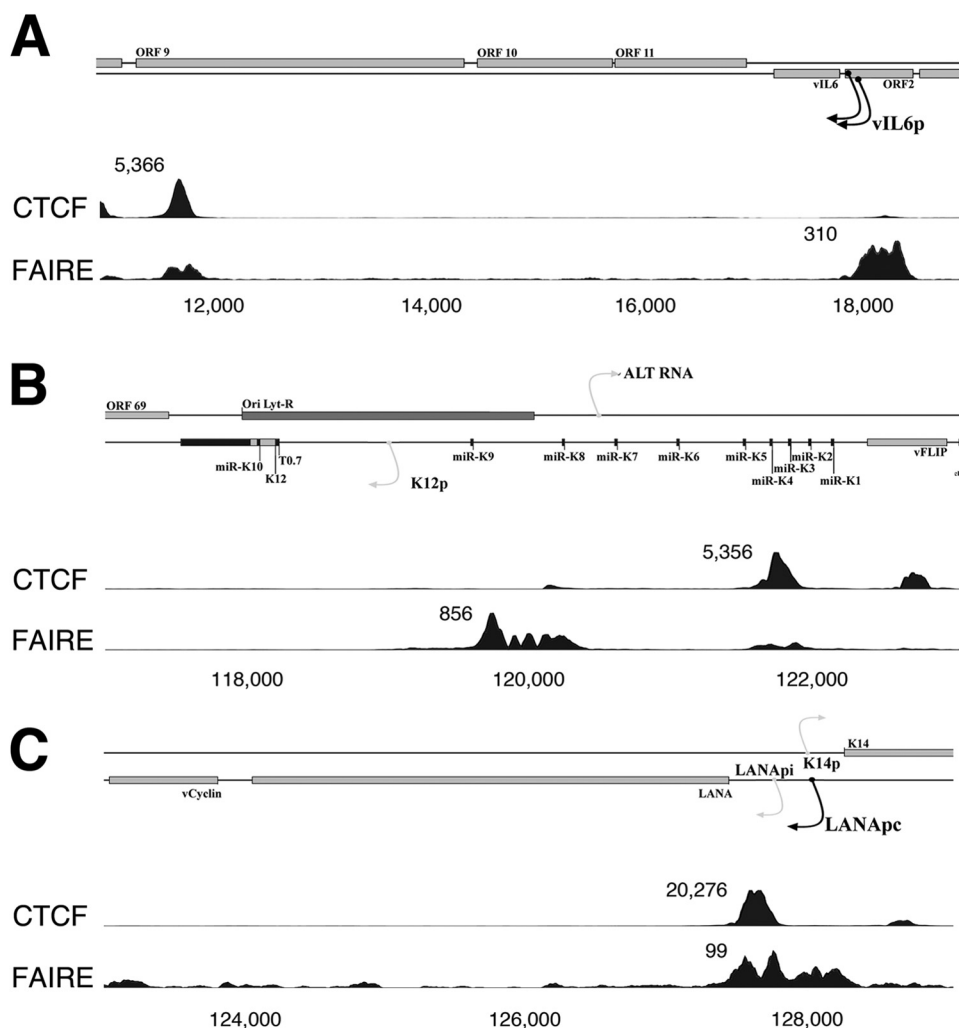 A
ORF 9
ORF 10
ORF 11
vIL6
ORF2
vIL6p
5,366
CTCF
310
FAIRE
12,000
14,000
16,000
18,000
B
ALT RNA
ORF 69
Ori Lyt-R
miR-K10
T0.7
K12
K12p
miR-K9
miR-K8
miR-K7
miR-K6
miR-K5
miR-K4
miR-K3
miR-K2
miR-K1
vFLIP
5,356
CTCF
856
FAIRE
118,000
120,000
122,000
C
K14
K14p
LANApi
vCyclin
LANA
LANApc
20,276
CTCF
99
FAIRE
124,000
126,000
128,000